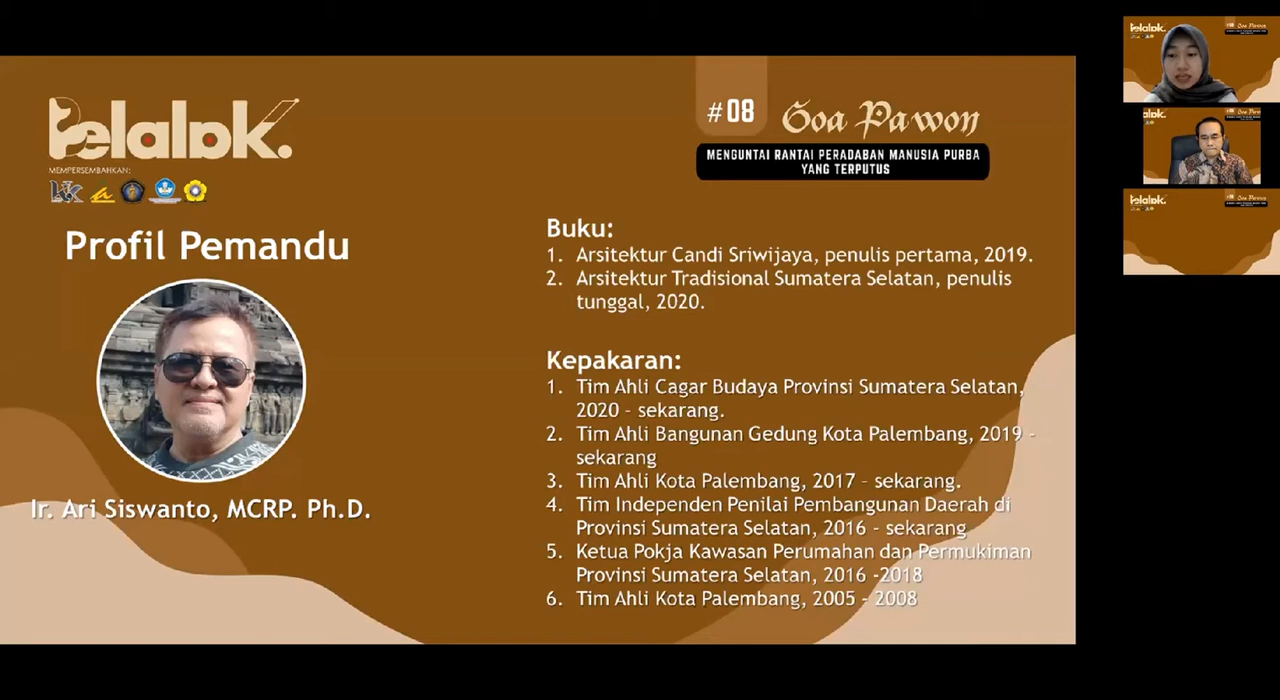 Pelalok.
MEMPERSEMBAHKAN:
#08
Goa Pawon
MENGUNTAI RANTAI PERADABAN MANUSIA PURBA
YANG TERPUTUS
Profil Pemandu
Ir. Ari Siswanto, MCRP. Ph.D.
Buku:
1. Arsitektur Candi Sriwijaya, penulis pertama, 2019.
2. Arsitektur Tradisional Sumatera Selatan, penulis
tunggal, 2020.
Kepakaran:
1. Tim Ahli Cagar Budaya Provinsi Sumatera Selatan,
2020 - sekarang.
2. Tim Ahli Bangunan Gedung Kota Palembang, 2019 -
sekarang
3. Tim Ahli Kota Palembang, 2017 - sekarang.
4. Tim Independen Penilai Pembangunan Daerah di
Provinsi Sumatera Selatan, 2016 - sekarang
5. Ketua Pokja Kawasan Perumahan dan Permukiman
Provinsi Sumatera Selatan, 2016 -2018
6. Tim Ahli Kota Palembang, 2005 - 2008